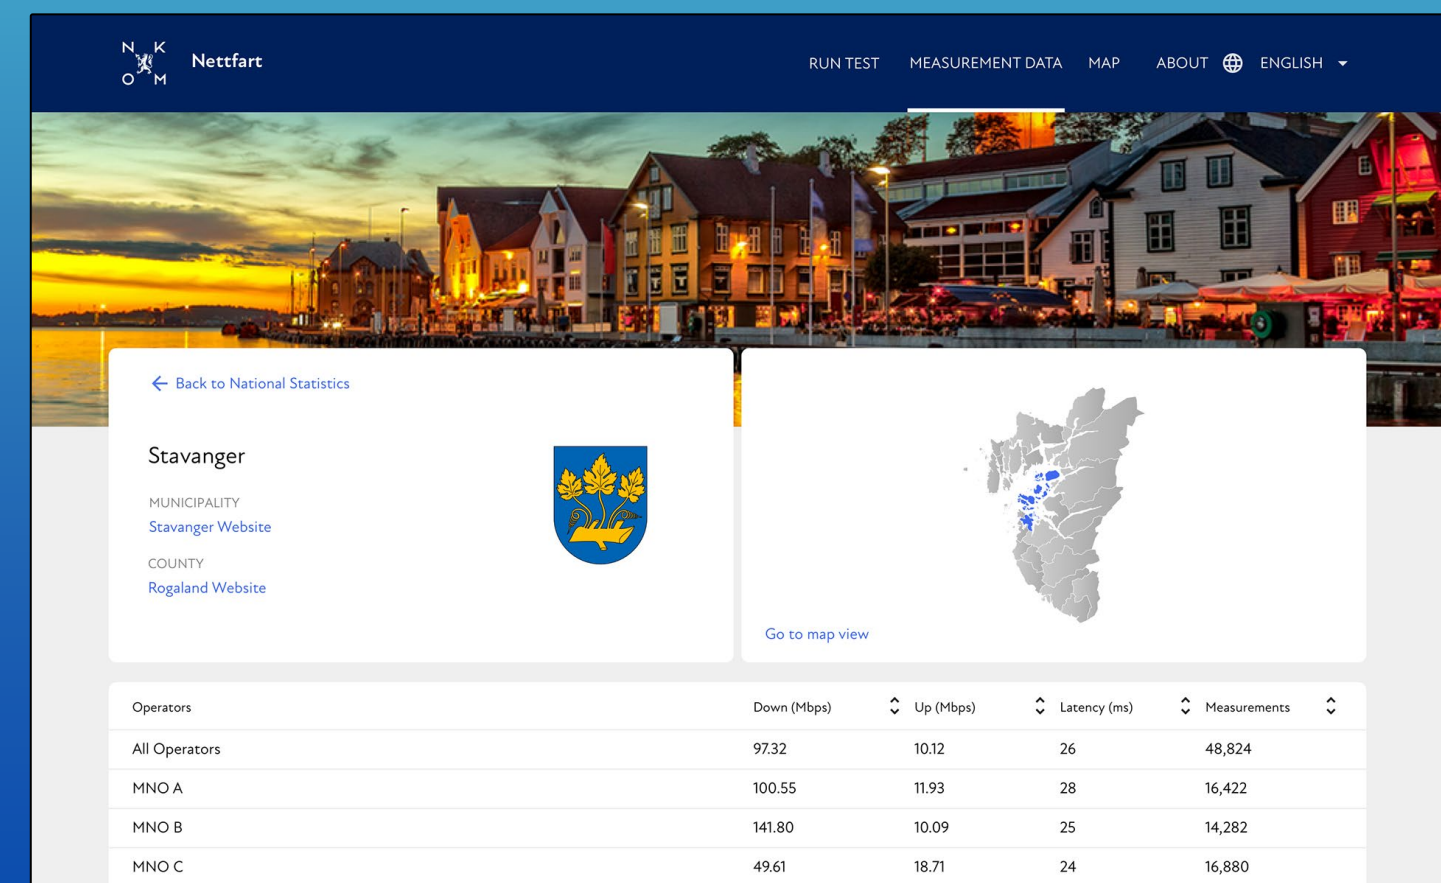 N K
O M
Nettfart
RUN TEST MEASUREMENT DATA MAP ABOUT ENGLISH
Back to National Statistics
Stavanger
MUNICIPALITY
Stavanger Website
COUNTY
Rogaland Website
Go to map view
Operators Down (Mbps) Up (Mbps) Latency (ms) Measurements
All Operators 97.32 10.12 26 48,824
MNO A 100.55 11.93 28 16,422
MNO B 141.80 10.09 25 14,282
MNO C 49.61 18.71 24 16,880